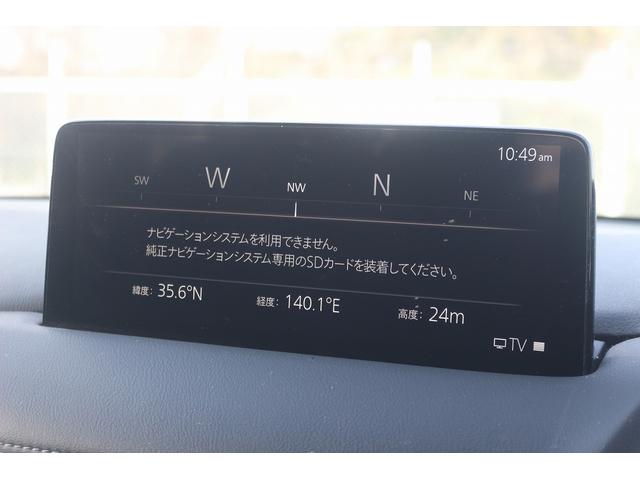 10:49 am
SW W NW N NE
ナビゲーションシステムを利用できません。
純正ナビゲーションシステム専用のSDカードを装着してください。
緯度: 35.6°N 経度: 140.1°E 高度: 24m
TV